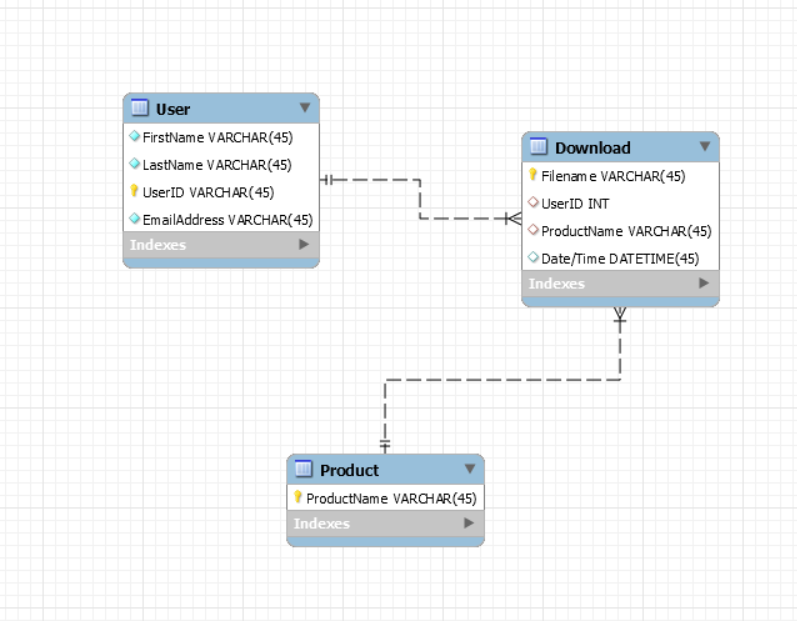 User
FirstName VARCHAR(45)
LastName VARCHAR(45)
UserID VARCHAR(45)
EmailAddress VARCHAR(45)
Indexes
Download
Filename VARCHAR(45)
UserID INT
ProductName VARCHAR(45)
Date/Time DATETIME(45)
Indexes
Product
ProductName VARCHAR(45)
Indexes